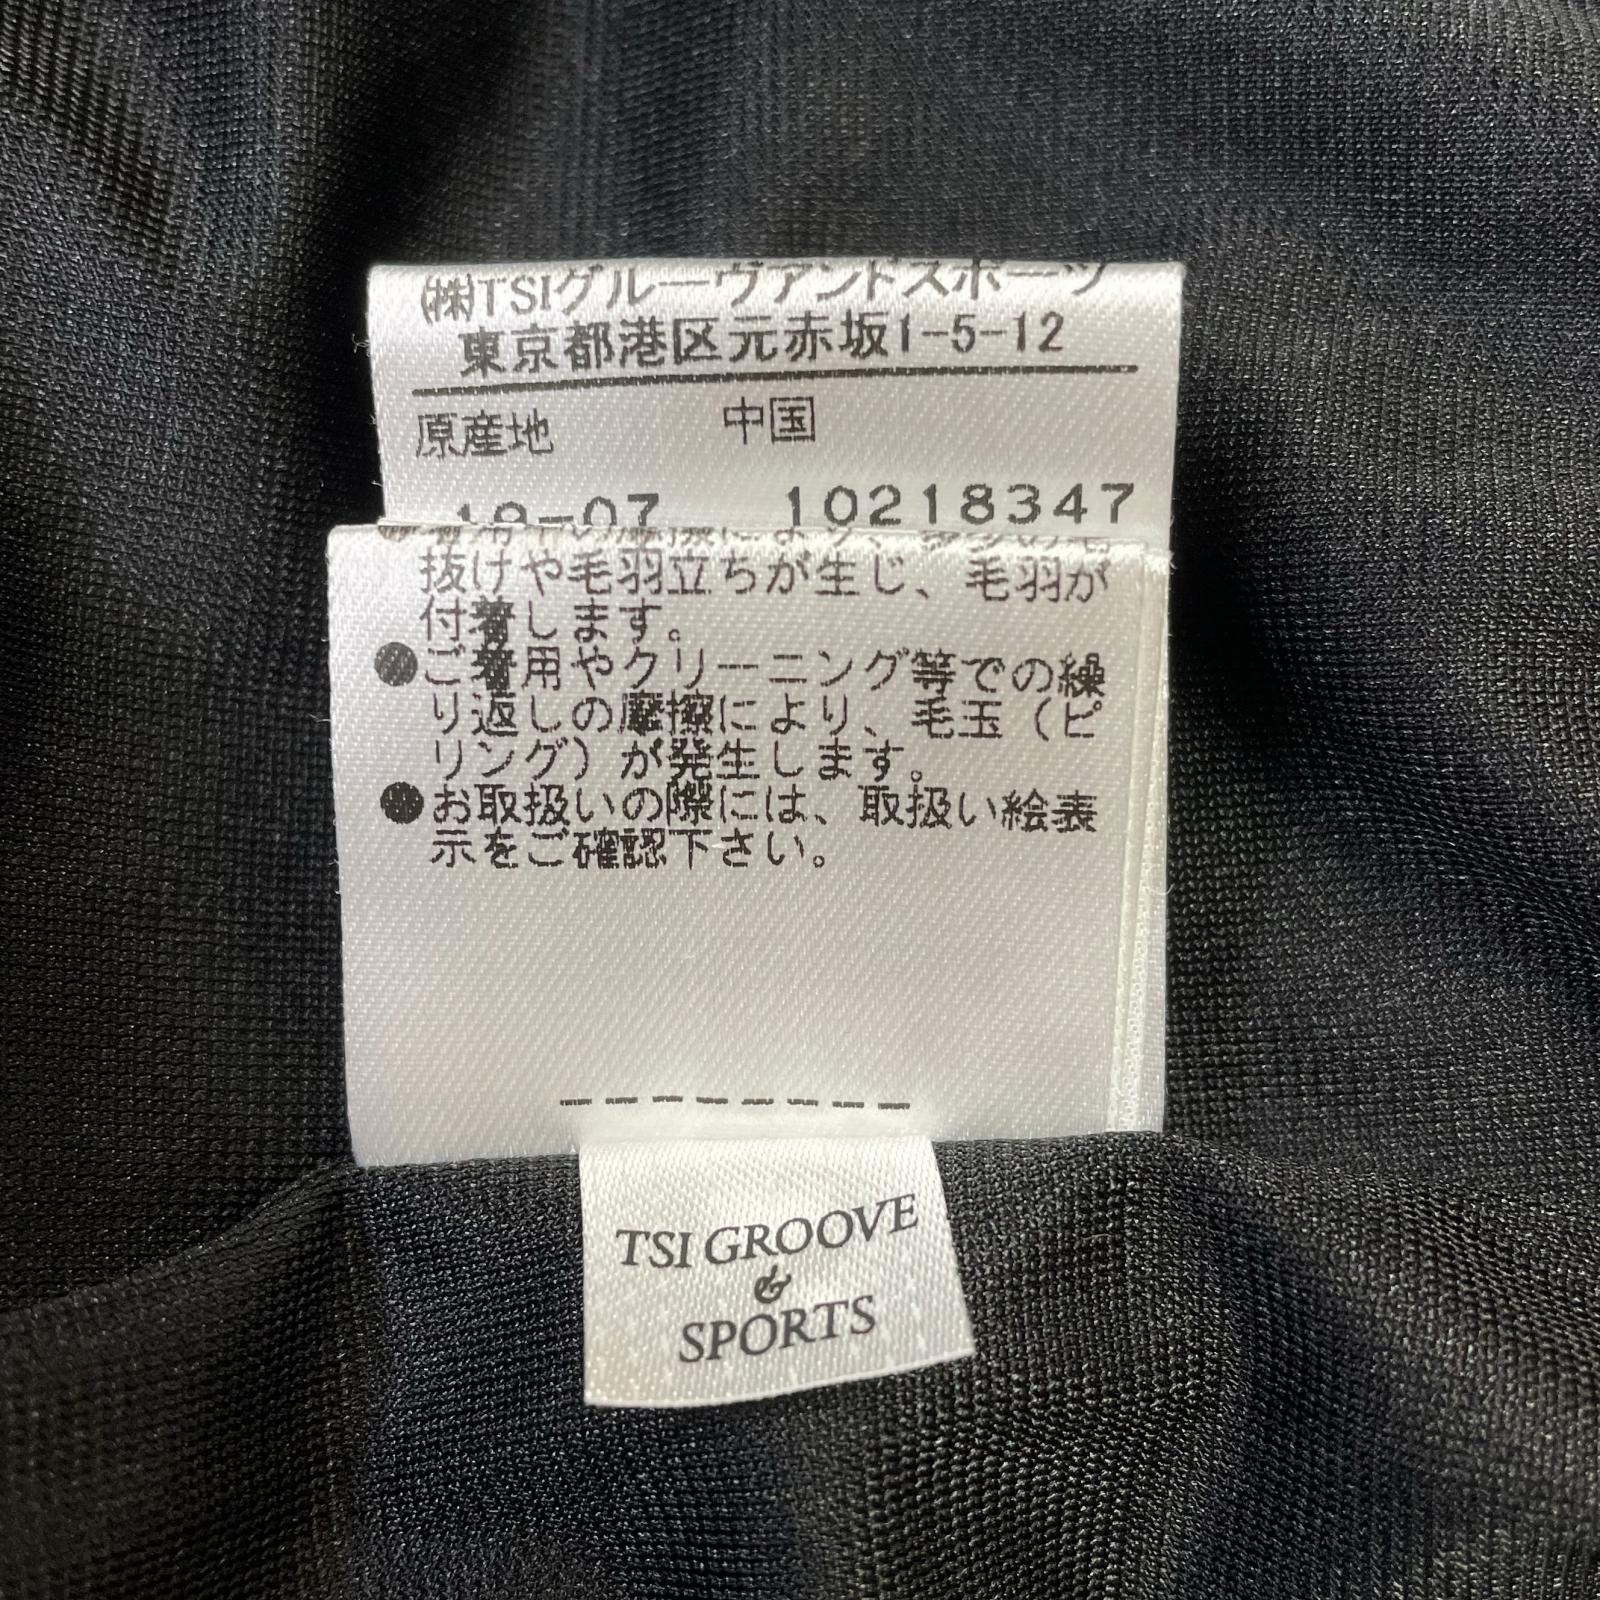 ㈱TSIグルーヴアンドスポーツ
東京都港区元赤坂1-5-12
原産地 中国
-07 10218347
抜けや毛羽立ちが生じ、毛羽が
付着します。
●ご着用やクリーニング等での繰
り返しの摩擦により、毛玉（ピ
リング）が発生します。
●お取扱いの際には、取扱い絵表
示をご確認下さい。
TSI GROOVE
&
SPORTS